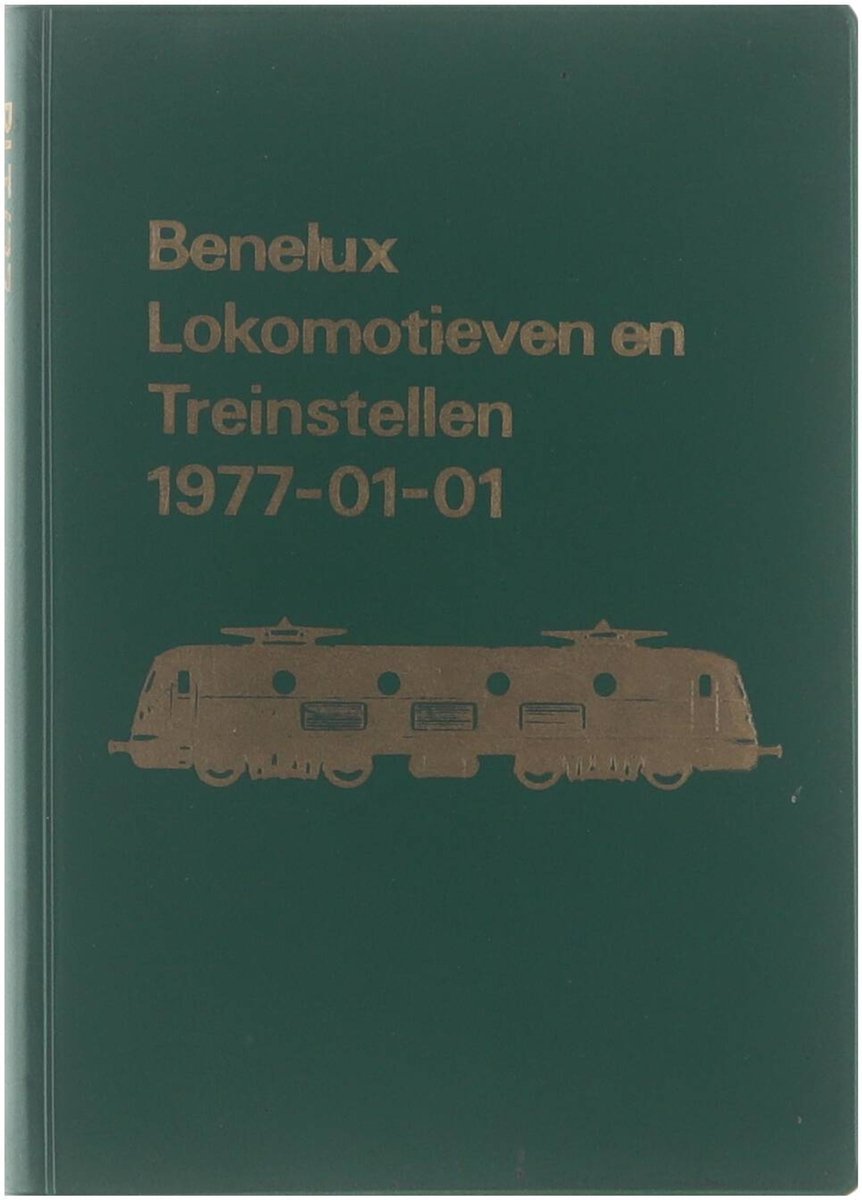 Benelux
Lokomotieven en
Treinstellen
1977-01-01